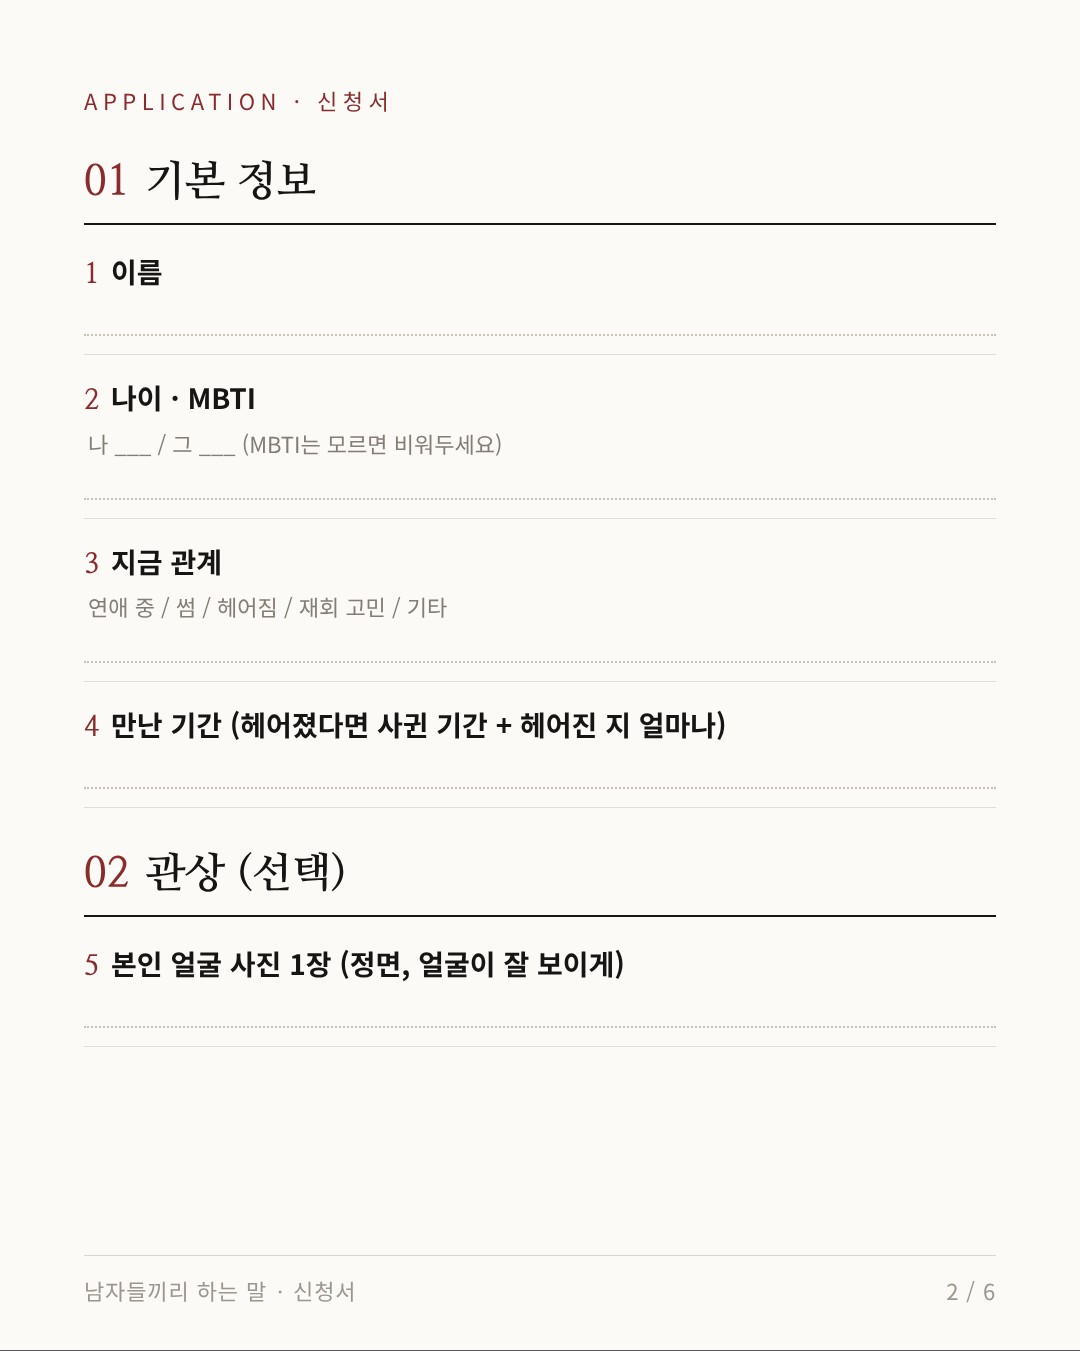 APPLICATION · 신청서
01 기본 정보
1 이름
2 나이 · MBTI
나 ___ / 그 ___ (MBTI는 모르면 비워두세요)
3 지금 관계
연애 중 / 썸 / 헤어짐 / 재회 고민 / 기타
4 만난 기간 (헤어졌다면 사귄 기간 + 헤어진 지 얼마나)
02 관상 (선택)
5 본인 얼굴 사진 1장 (정면, 얼굴이 잘 보이게)
남자들끼리 하는 말 · 신청서
2 / 6